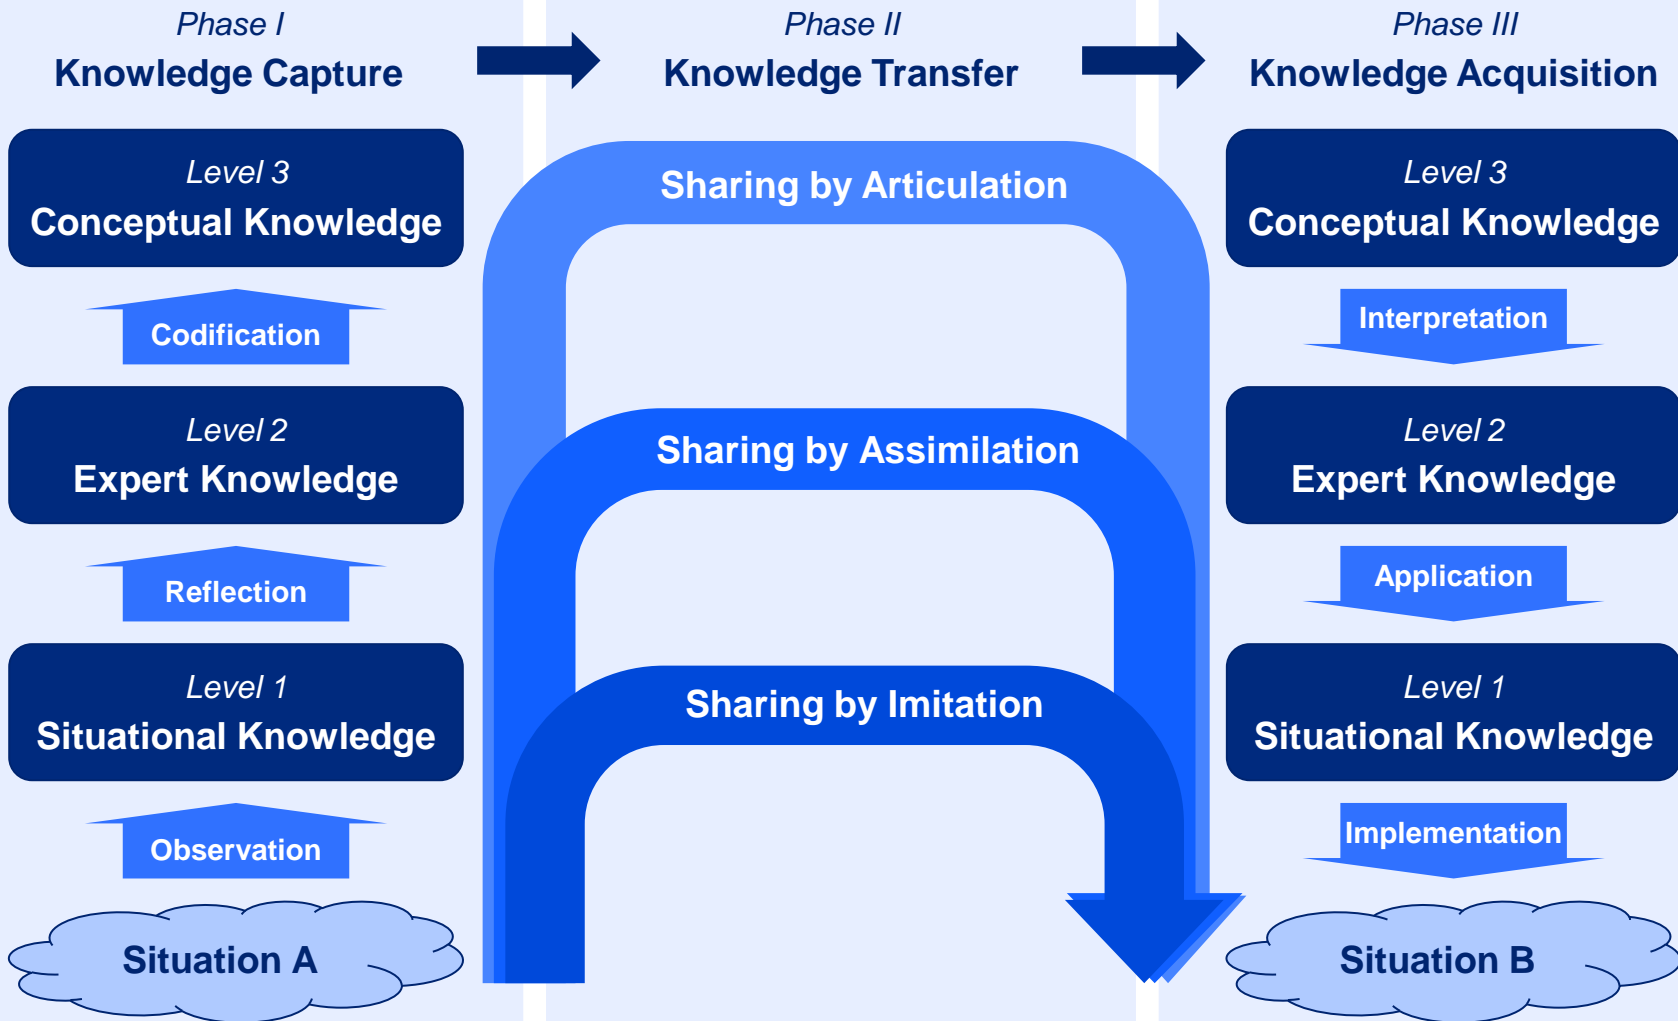 Phase I
Knowledge Capture
Phase II
Knowledge Transfer
Phase III
Knowledge Acquisition
Level 3
Conceptual Knowledge
Codification
Level 2
Expert Knowledge
Reflection
Level 1
Situational Knowledge
Observation
Situation A
Sharing by Articulation
Sharing by Assimilation
Sharing by Imitation
Level 3
Conceptual Knowledge
Interpretation
Level 2
Expert Knowledge
Application
Level 1
Situational Knowledge
Implementation
Situation B